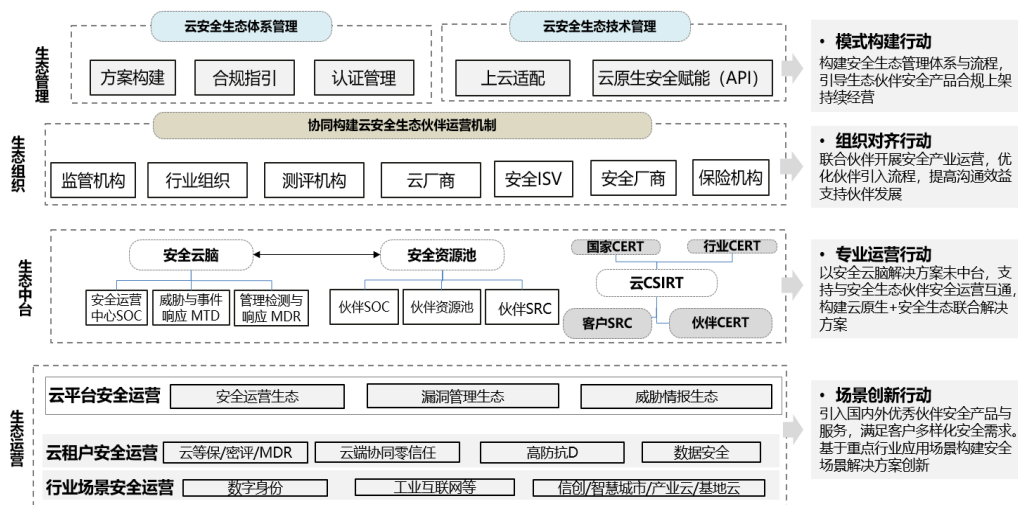 生态管理
云安全生态体系管理
方案构建
合规指引
认证管理
云安全生态技术管理
上云适配
云原生安全赋能（API）
• 模式构建行动
构建安全生态管理体系与流程，
引导生态伙伴安全产品合规上架
持续经营
生态组织
协同构建云安全生态伙伴运营机制
监管机构
行业组织
测评机构
云厂商
安全ISV
安全厂商
保险机构
• 组织对齐行动
联合伙伴开展安全产业运营，优
化伙伴引入流程，提高沟通效益
支持伙伴发展
生态中台
安全云脑
安全运营
中心SOC
威胁与事件
响应 MTD
管理检测与
响应 MDR
安全资源池
伙伴SOC
伙伴资源池
伙伴SRC
国家CERT
行业CERT
云CSIRT
客户SRC
伙伴CERT
• 专业运营行动
以安全云脑解决方案未中台，支
持与安全生态伙伴安全运营互通，
构建云原生+安全生态联合解决
方案
生态运营
云平台安全运营
安全运营生态
漏洞管理生态
威胁情报生态
云租户安全运营
云等保/密评/MDR
云端协同零信任
高防抗D
数据安全
行业场景安全运营
数字身份
工业互联网等
信创/智慧城市/产业云/基地云
• 场景创新行动
引入国内外优秀伙伴安全产品与
服务，满足客户多样化安全需求。
基于重点行业应用场景构建安全
场景解决方案创新